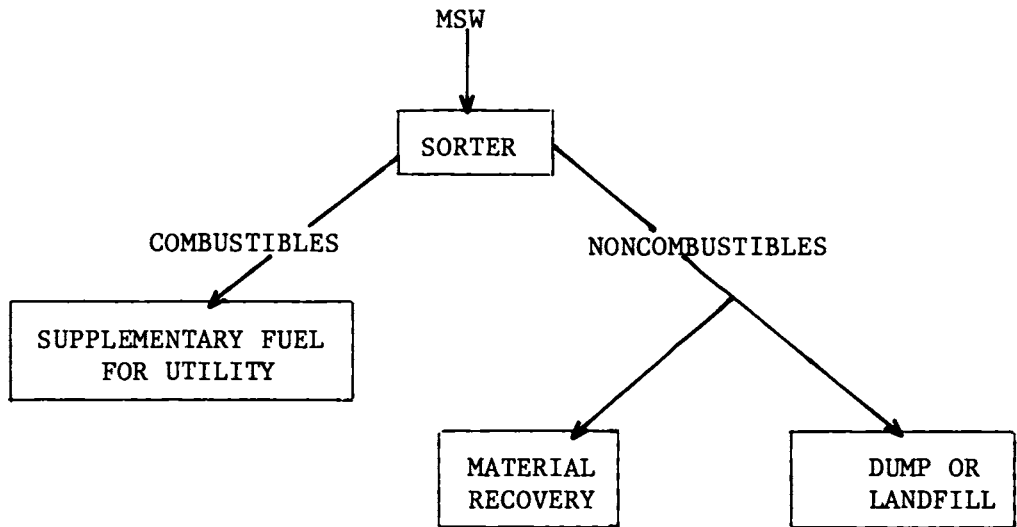 MSW
SORTER
COMBUSTIBLES
NONCOMBUSTIBLES
SUPPLEMENTARY FUEL
FOR UTILITY
MATERIAL
RECOVERY
DUMP OR
LANDFILL